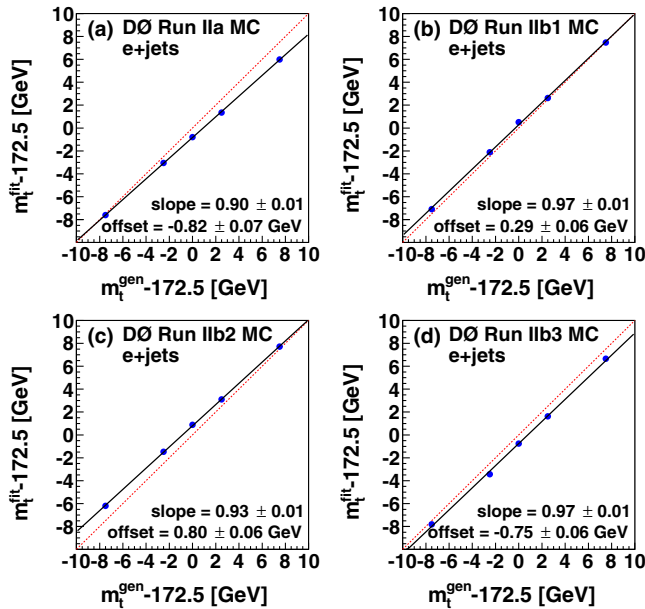 (a) DØ Run IIa MC
e+jets
10
8
6
4
2
0
-2
-4
-6
-8
m_t^fit-172.5 [GeV]
slope = 0.90 ± 0.01
offset = -0.82 ± 0.07 GeV
-10 -8 -6 -4 -2 0 2 4 6 8 10
m_t^gen-172.5 [GeV]
(b) DØ Run IIb1 MC
e+jets
10
8
6
4
2
0
-2
-4
-6
-8
m_t^fit-172.5 [GeV]
slope = 0.97 ± 0.01
offset = 0.29 ± 0.06 GeV
-10 -8 -6 -4 -2 0 2 4 6 8 10
m_t^gen-172.5 [GeV]
(c) DØ Run IIb2 MC
e+jets
10
8
6
4
2
0
-2
-4
-6
-8
m_t^fit-172.5 [GeV]
slope = 0.93 ± 0.01
offset = 0.80 ± 0.06 GeV
-10 -8 -6 -4 -2 0 2 4 6 8 10
m_t^gen-172.5 [GeV]
(d) DØ Run IIb3 MC
e+jets
10
8
6
4
2
0
-2
-4
-6
-8
m_t^fit-172.5 [GeV]
slope = 0.97 ± 0.01
offset = -0.75 ± 0.06 GeV
-10 -8 -6 -4 -2 0 2 4 6 8 10
m_t^gen-172.5 [GeV]